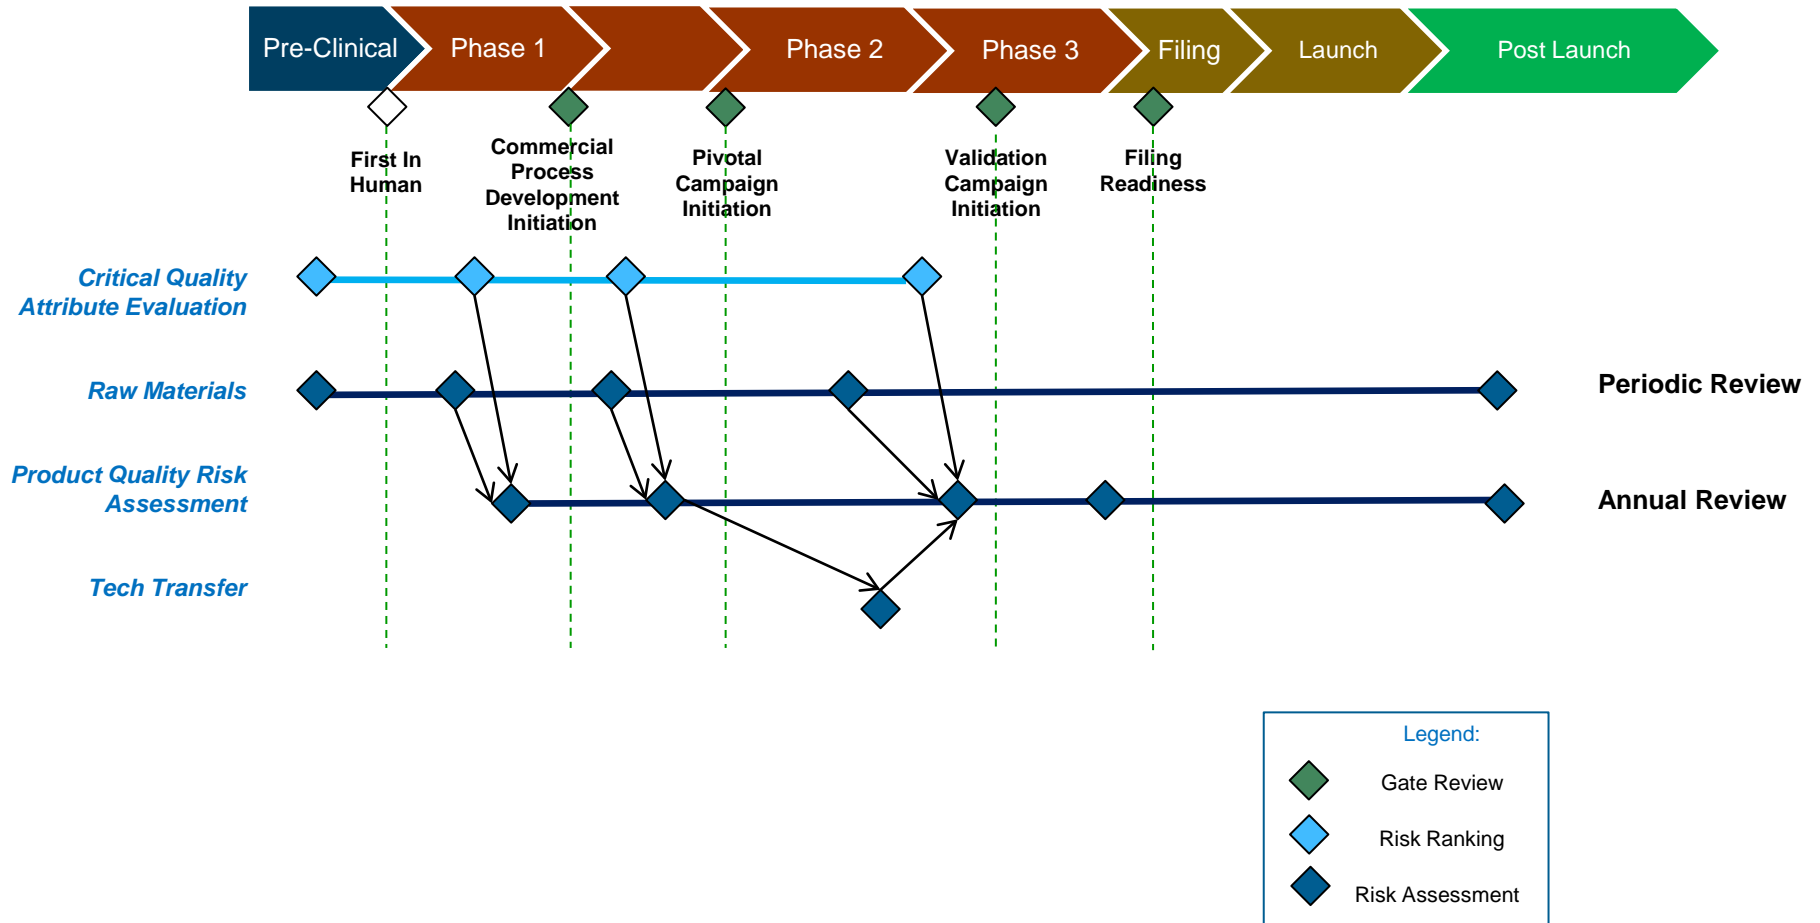 Pre-Clinical
Phase 1
Phase 2
Phase 3
Filing
Launch
Post Launch
First In
Human
Commercial
Process
Development
Initiation
Pivotal
Campaign
Initiation
Validation
Campaign
Initiation
Filing
Readiness
Critical Quality
Attribute Evaluation
Raw Materials
Periodic Review
Product Quality Risk
Assessment
Annual Review
Tech Transfer
Legend:
Gate Review
Risk Ranking
Risk Assessment